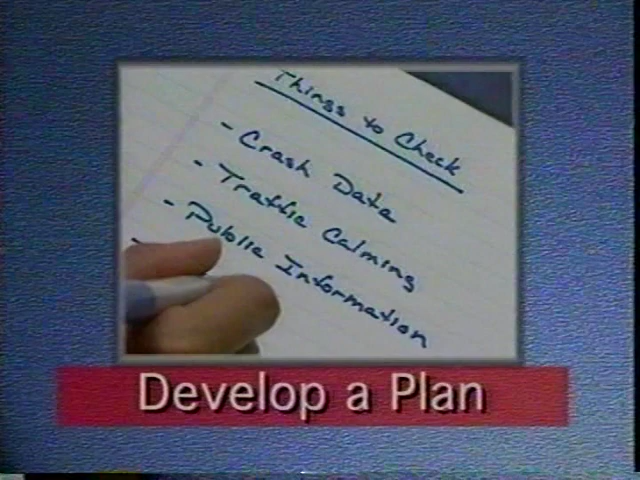 Things to Check
- Crash Data
- Traffic Calming
- Public Information
-
Develop a Plan